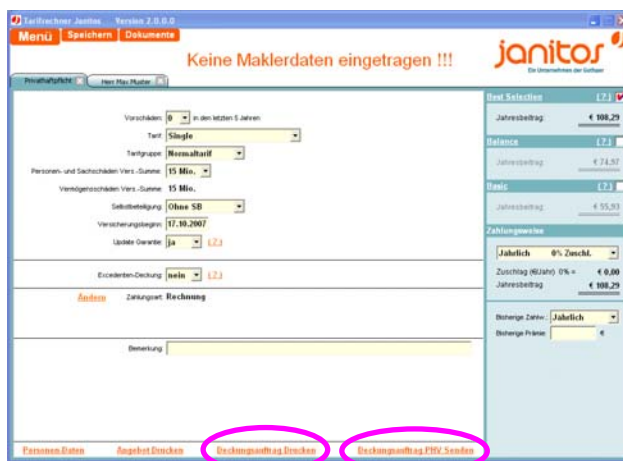 Tarifrechner Janitos Version 2.0.0.0
Menü Speichern Dokumente
Keine Maklerdaten eingetragen !!!
janitos
Ein Unternehmen der Gothaer
Privathaftpflicht Herr Max Muster
Vorschäden: 0 in den letzten 5 Jahren
Tarif: Single
Tarifgruppe: Normaltarif
Personen- und Sachschäden Vers.-Summe: 15 Mio.
Vermögensschäden Vers.-Summe: 15 Mio.
Selbstbeteiligung: Ohne SB
Versicherungsbeginn: 17.10.2007
Update Garantie: ja (?)
Excedenten-Deckung: nein (?)
Ändern Zahlungsart: Rechnung
Bemerkung:
Best Selection (?)
Jahresbeitrag: € 108,29
Balance (?)
Jahresbeitrag: € 74,97
Basic (?)
Jahresbeitrag: € 55,93
Zahlungsweise
Jährlich 0% Zuschl.
Zuschlag (€/Jahr) 0% = € 0,00
Jahresbeitrag: € 108,29
Bisherige Zahlw.: Jährlich
Bisherige Prämie: €
Personen Daten Angebot Drucken Deckungsauftrag Drucken Deckungsauftrag PHV Senden